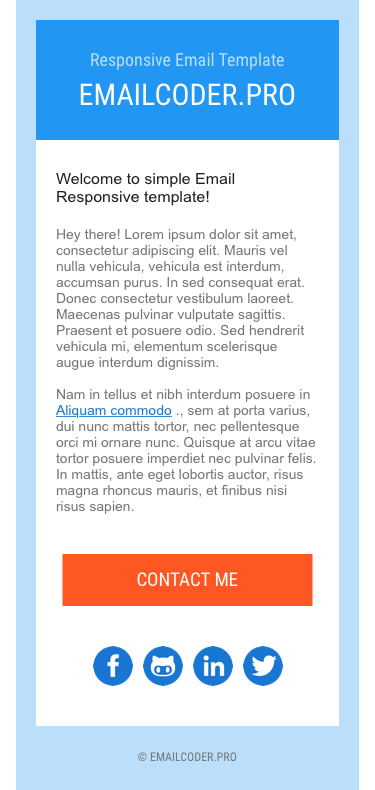 Responsive Email Template
EMAILCODER.PRO
Welcome to simple Email
Responsive template!
Hey there! Lorem ipsum dolor sit amet,
consectetur adipiscing elit. Mauris vel
nulla vehicula, vehicula est interdum,
accumsan purus. In sed consequat erat.
Donec consectetur vestibulum laoreet.
Maecenas pulvinar vulputate sagittis.
Praesent et posuere odio. Sed hendrerit
vehicula mi, elementum scelerisque
augue interdum dignissim.
Nam in tellus et nibh interdum posuere in
Aliquam commodo ., sem at porta varius,
dui nunc mattis tortor, nec pellentesque
orci mi ornare nunc. Quisque at arcu vitae
tortor posuere imperdiet nec pulvinar felis.
In mattis, ante eget lobortis auctor, risus
magna rhoncus mauris, et finibus nisi
risus sapien.
CONTACT ME
© EMAILCODER.PRO